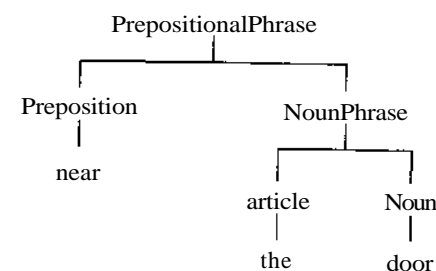 PrepositionalPhrase
Preposition NounPhrase
near
article Noun
the door